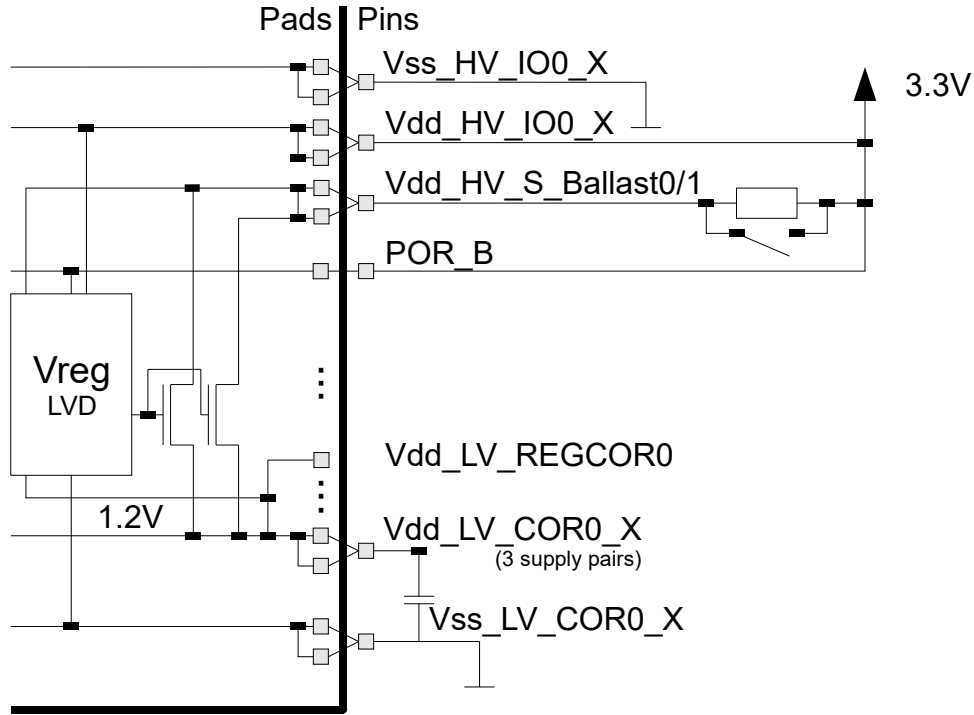 Pads Pins
Vss_HV_IO0_X
3.3V
Vdd_HV_IO0_X
Vdd_HV_S_Ballast0/1
POR_B
Vreg
LVD
...
Vdd_LV_REGCOR0
...
1.2V
Vdd_LV_COR0_X
(3 supply pairs)
Vss_LV_COR0_X